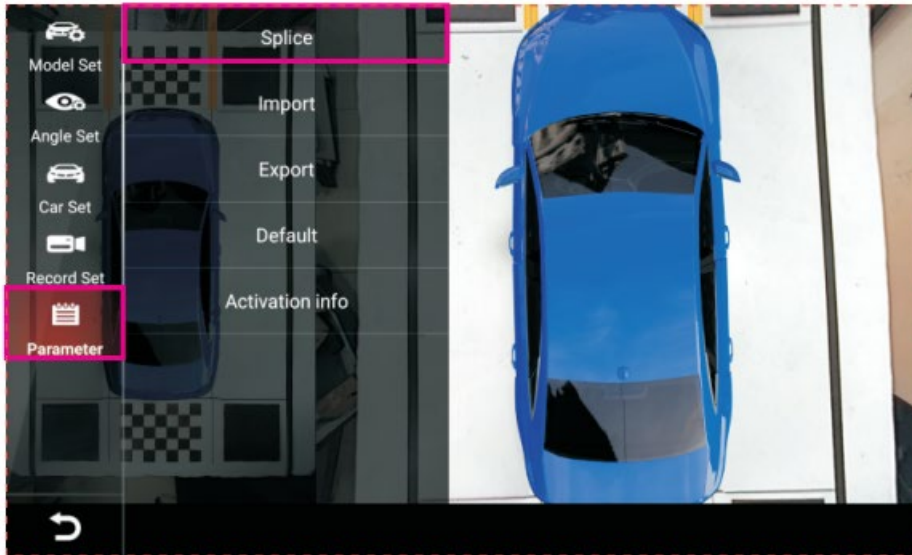 Model Set
Angle Set
Car Set
Record Set
Parameter
Splice
Import
Export
Default
Activation info